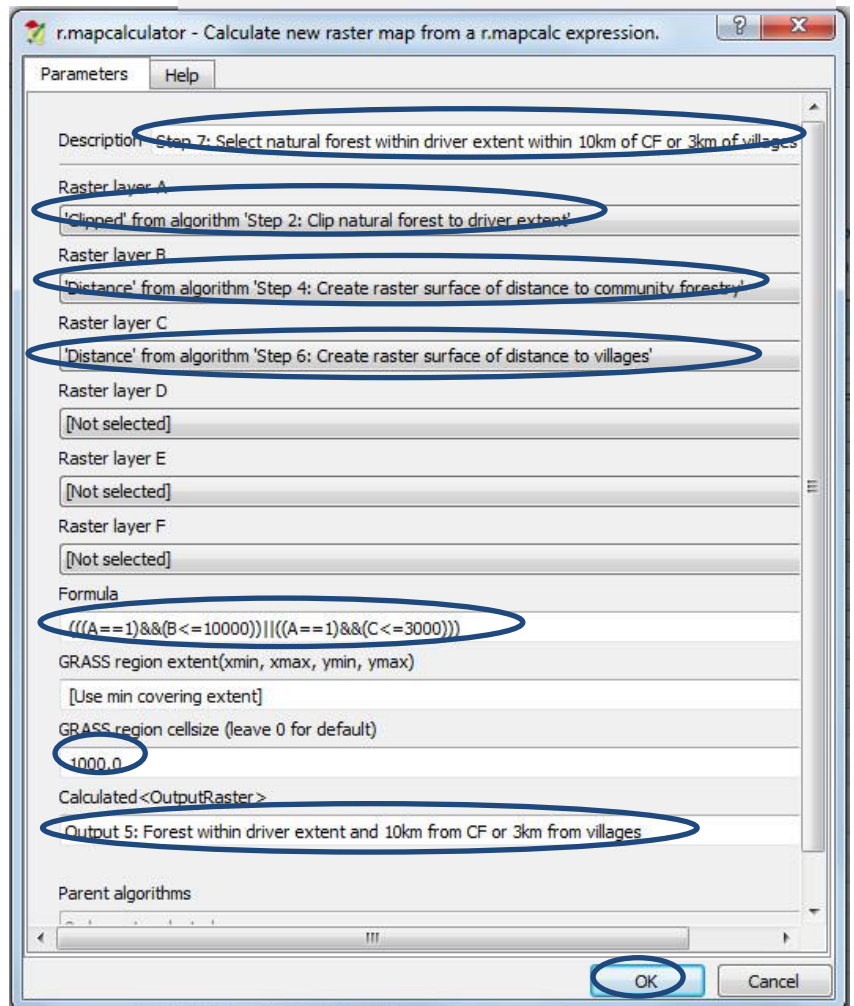 r.mapcalculator - Calculate new raster map from a r.mapcalc expression.
Parameters Help
Description Step 7: Select natural forest within driver extent within 10km of CF or 3km of villages
Raster layer A
'Clipped' from algorithm 'Step 2: Clip natural forest to driver extent'
Raster layer B
'Distance' from algorithm 'Step 4: Create raster surface of distance to community forestry'
Raster layer C
'Distance' from algorithm 'Step 6: Create raster surface of distance to villages'
Raster layer D
[Not selected]
Raster layer E
[Not selected]
Raster layer F
[Not selected]
Formula
(((A==1)&&(B<=10000))||((A==1)&&(C<=3000)))
GRASS region extent(xmin, xmax, ymin, ymax)
[Use min covering extent]
GRASS region cellsize (leave 0 for default)
1000.0
Calculated<OutputRaster>
Output 5: Forest within driver extent and 10km from CF or 3km from villages
Parent algorithms
OK Cancel